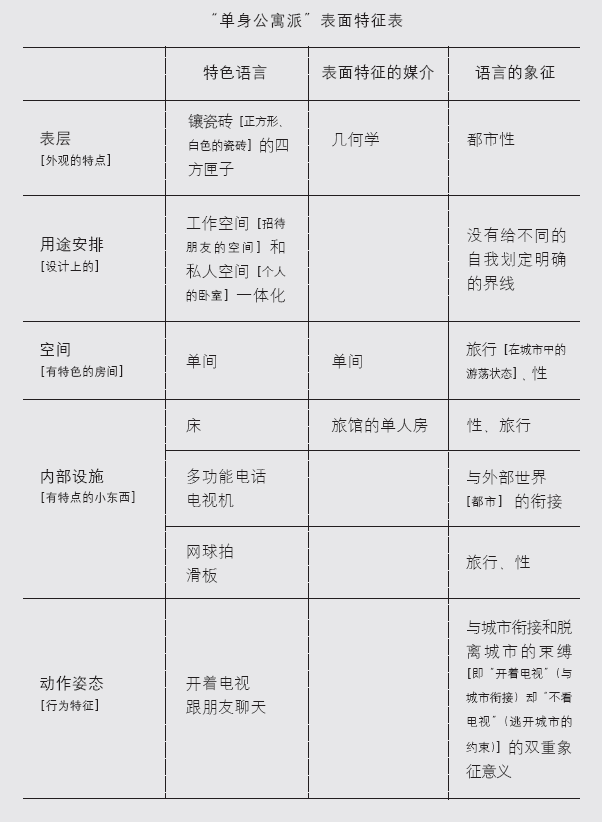 “单身公寓派”表面特征表
特色语言
表面特征的媒介
语言的象征
表层
[外观的特点]
镶瓷砖 [正方形、
白色的瓷砖] 的四
方匣子
几何学
都市性
用途安排
[设计上的]
工作空间 [招待
朋友的空间] 和
私人空间 [个人
的卧室] 一体化
没有给不同的
自我划定明确
的界线
空间
[有特色的房间]
单间
单间
旅行 [在城市中的
游荡状态]、性
内部设施
[有特点的小东西]
床
旅馆的单人房
性、旅行
多功能电话
电视机
与外部世界
[都市] 的衔接
网球拍
滑板
旅行、性
动作姿态
[行为特征]
开着电视
跟朋友聊天
与城市衔接和脱
离城市的束缚
[即“开着电视”(与
城市衔接) 却“不看
电视”(逃开城市的
约束)] 的双重象
征意义